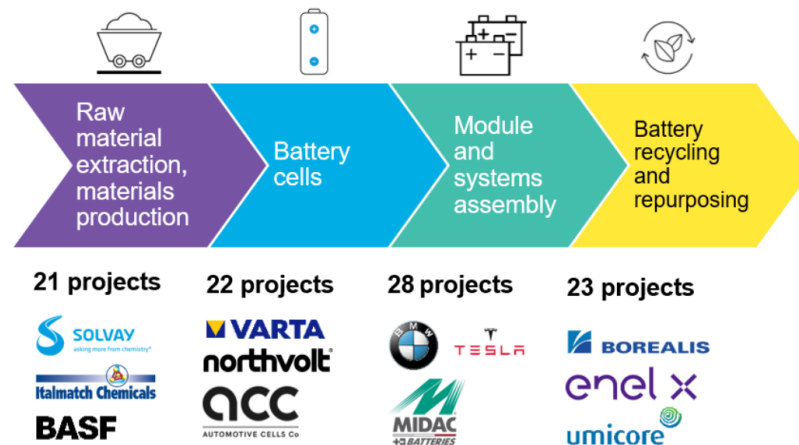 Raw
material
extraction,
materials
production
Battery
cells
Module
and
systems
assembly
Battery
recycling
and
repurposing
21 projects
22 projects
28 projects
23 projects
SOLVAY
asking more from chemistry®
Italmatch Chemicals
BASF
VARTA
northvolt
acc
AUTOMOTIVE CELLS Co
BMW
TESLA
MIDAC
BATTERIES
BOREALIS
enel x
umicore